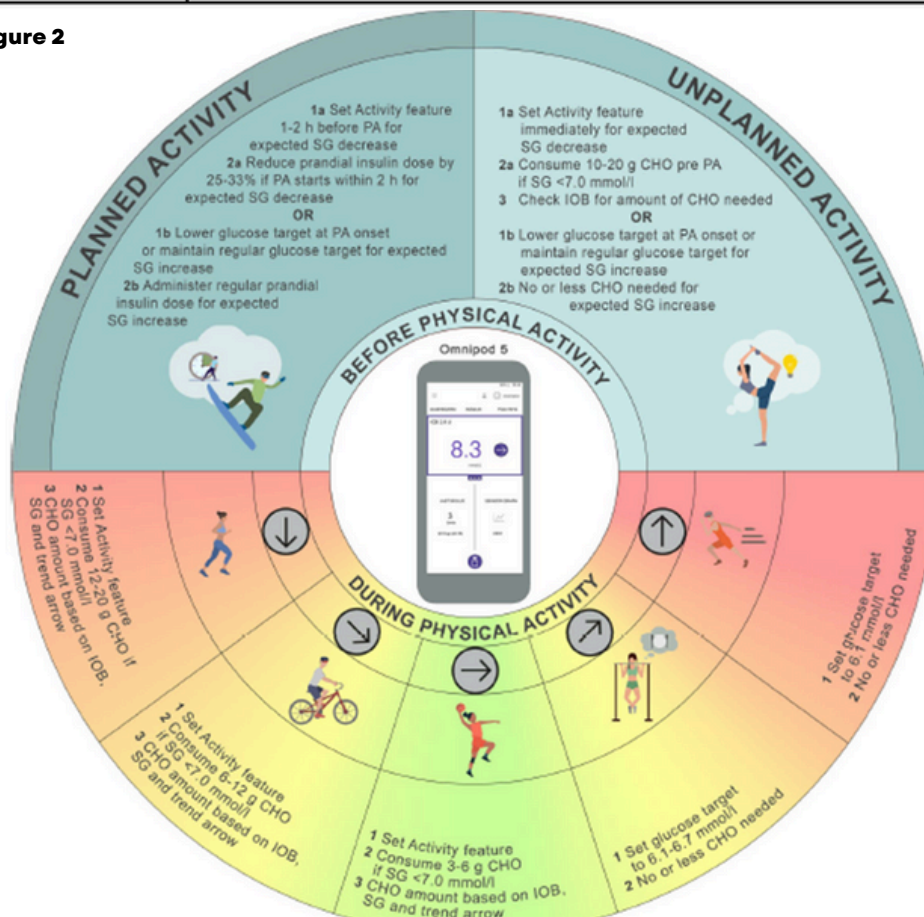 gure 2
PLANNED ACTIVITY
1a Set Activity feature
1-2 h before PA for
expected SG decrease
2a Reduce prandial insulin dose by
25-33% if PA starts within 2 h for
expected SG decrease
OR
1b Lower glucose target at PA onset
or maintain regular glucose target for expected
SG increase
2b Administer regular prandial
insulin dose for expected
SG increase
UNPLANNED ACTIVITY
1a Set Activity feature
immediately for expected
SG decrease
2a Consume 10-20 g CHO pre PA
if SG <7.0 mmol/l
3 Check IOB for amount of CHO needed
OR
1b Lower glucose target at PA onset or
maintain regular glucose target for
expected SG increase
2b No or less CHO needed for
expected SG increase
BEFORE PHYSICAL ACTIVITY
Omnipod 5
8.3
3
DURING PHYSICAL ACTIVITY
1 Set Activity feature
2 Consume 12-20 g CHO if
SG <7.0 mmol/l
3 CHO amount based on IOB,
SG and trend arrow
1 Set Activity feature
2 Consume 6-12 g CHO
if SG <7.0 mmol/l
3 CHO amount based on IOB,
SG and trend arrow
1 Set Activity feature
2 Consume 3-6 g CHO
if SG <7.0 mmol/l
3 CHO amount based on IOB,
SG and trend arrow
1 Set glucose target
to 6.1-6.7 mmol/l
2 No or less CHO needed
1 Set glucose target
to 6.1 mmol/l
2 No or less CHO needed